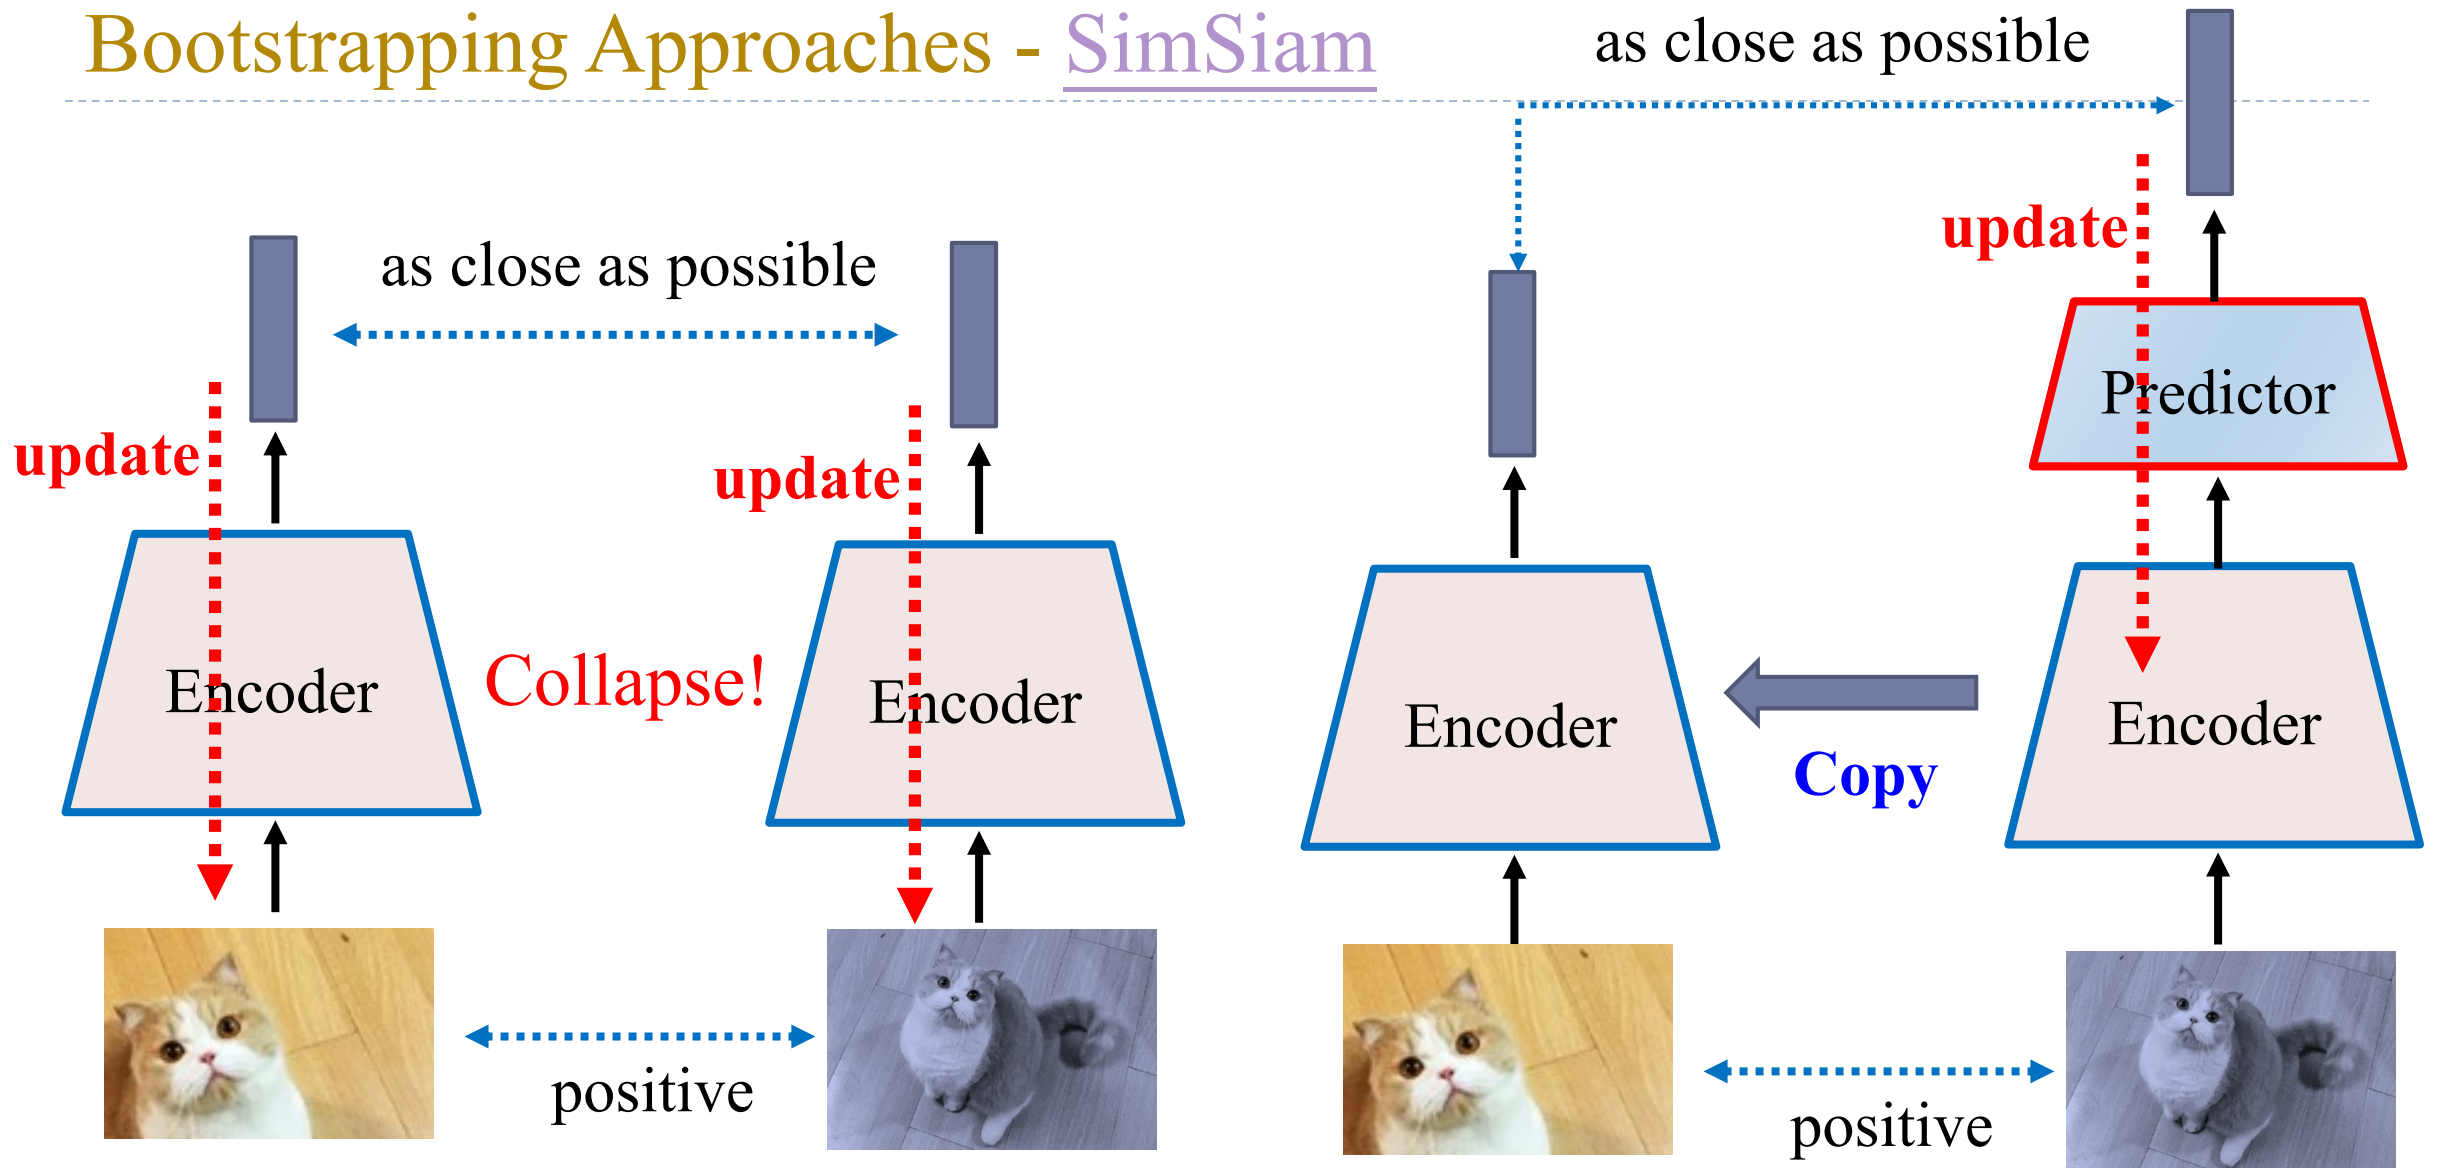 Bootstrapping Approaches - SimSiam
as close as possible
update
as close as possible
update
update
Predictor
Encoder
Collapse!
Encoder
Encoder
Encoder
Copy
positive
positive